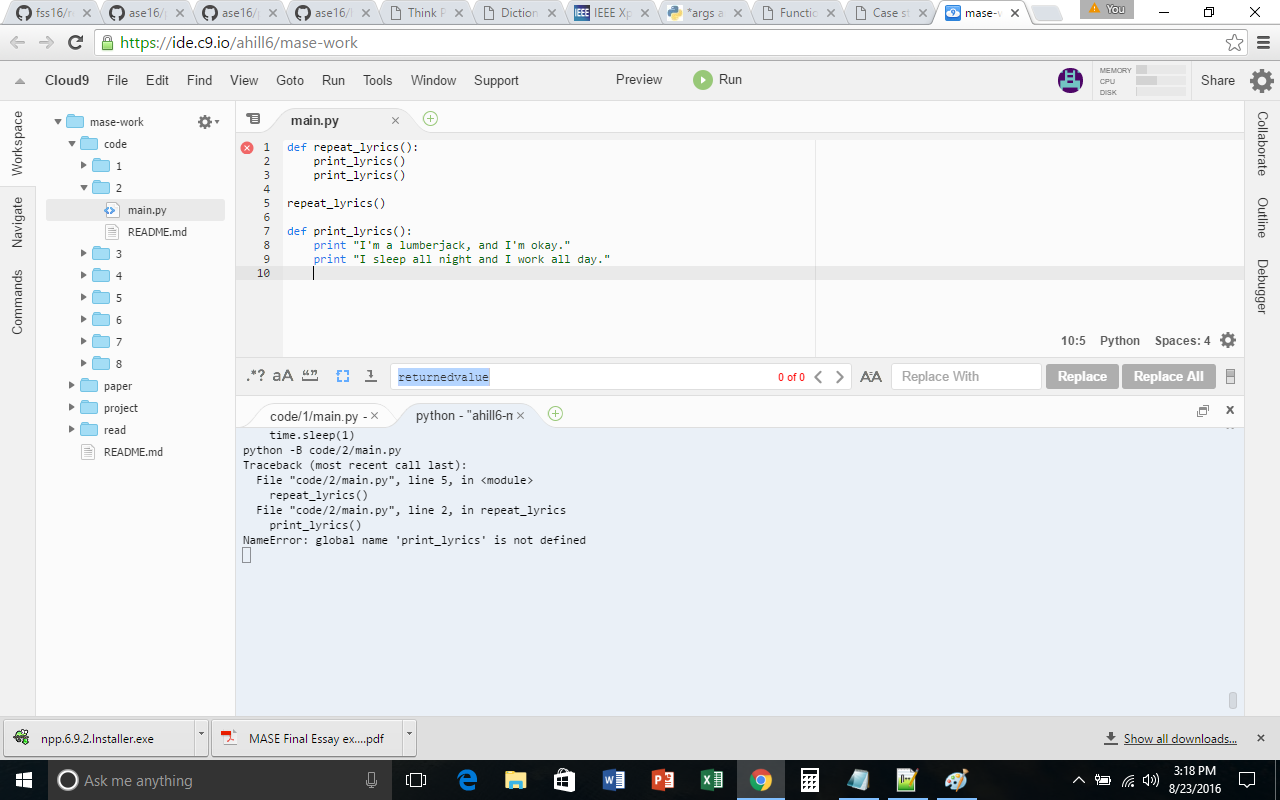 fss16/r
ase16/
ase16/
ase16/
Think P
Diction
IEEE
IEEE Xp
*args a
Functio
Case st
mase-w
You
https://ide.c9.io/ahill6/mase-work
Cloud9 File Edit Find View Goto Run Tools Window Support Preview Run
MEMORY
CPU
DISK
Share
Workspace
Navigate
Commands
mase-work
code
1
2
main.py
README.md
3
4
5
6
7
8
paper
project
read
README.md
main.py
1 def repeat_lyrics():
2     print_lyrics()
3     print_lyrics()
4
5 repeat_lyrics()
6
7 def print_lyrics():
8     print "I'm a lumberjack, and I'm okay."
9     print "I sleep all night and I work all day."
10
10:5 Python Spaces: 4
Collaborate
Outline
Debugger
.*? aA returnedvalue 0 of 0 Replace With Replace Replace All
code/1/main.py -
python - "ahill6-m
    time.sleep(1)
python -B code/2/main.py
Traceback (most recent call last):
  File "code/2/main.py", line 5, in <module>
    repeat_lyrics()
  File "code/2/main.py", line 2, in repeat_lyrics
    print_lyrics()
NameError: global name 'print_lyrics' is not defined
npp.6.9.2.Installer.exe
MASE Final Essay ex....pdf
Show all downloads...
Ask me anything
3:18 PM
8/23/2016